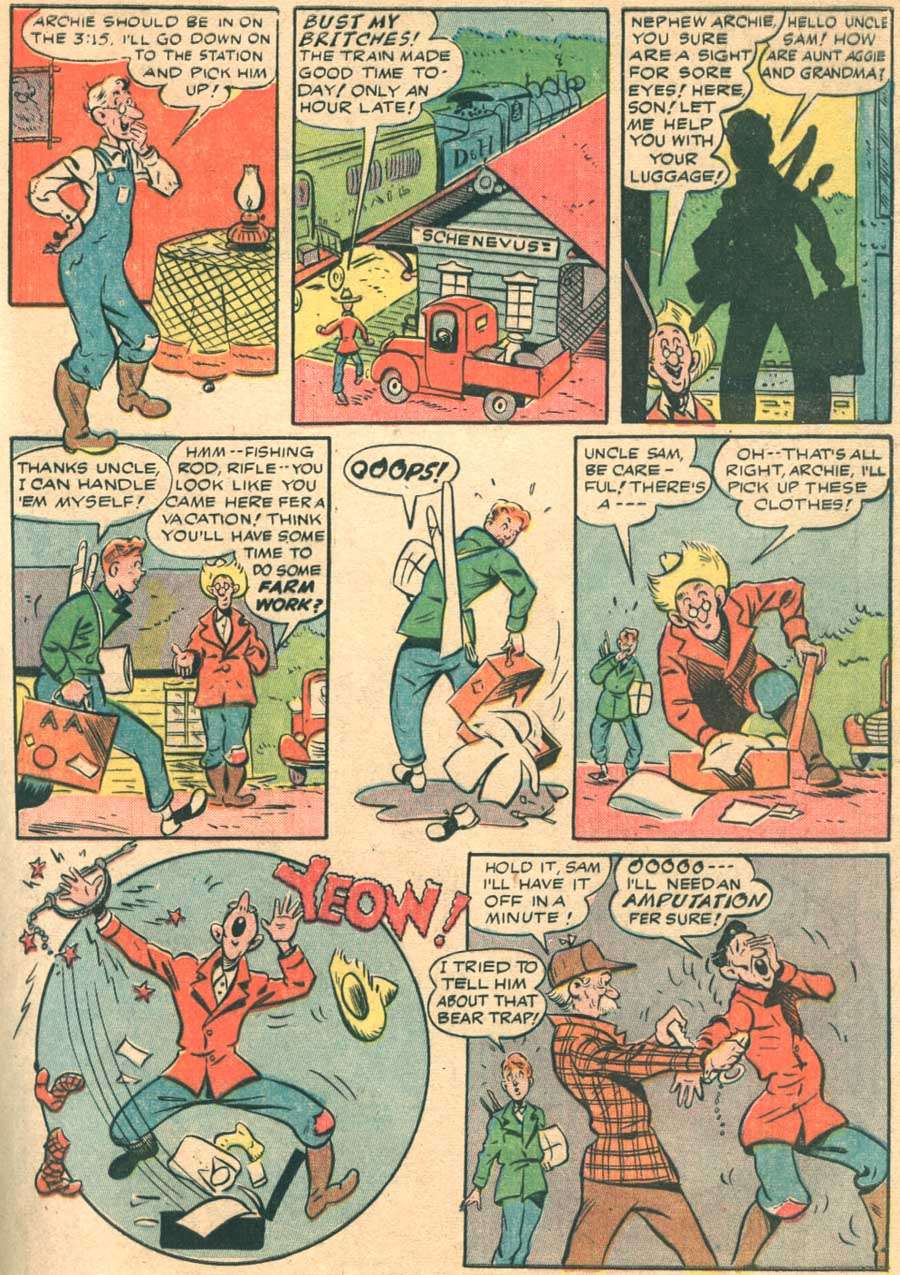 ARCHIE SHOULD BE IN ON
THE 3:15. I'LL GO DOWN ON
TO THE STATION
AND PICK HIM
UP!
BUST MY
BRITCHES!
THE TRAIN MADE
GOOD TIME TO-
DAY! ONLY AN
HOUR LATE!
D&H
SCHENEVUS
NEPHEW ARCHIE,
YOU SURE
ARE A SIGHT
FOR SORE
EYES! HERE,
SON! LET
ME HELP
YOU WITH
YOUR
LUGGAGE!
HELLO UNCLE
SAM! HOW
ARE AUNT AGGIE
AND GRANDMA?
THANKS UNCLE,
I CAN HANDLE
'EM MYSELF!
HMM--FISHING
ROD, RIFLE--YOU
LOOK LIKE YOU
CAME HERE FER A
VACATION! THINK
YOU'LL HAVE SOME
TIME TO
DO SOME
FARM
WORK?
AA
OOOPS!
UNCLE SAM,
BE CARE-
FUL! THERE'S
A---
OH--THAT'S ALL
RIGHT, ARCHIE, I'LL
PICK UP THESE
CLOTHES!
YEOW!
HOLD IT, SAM
I'LL HAVE IT
OFF IN A
MINUTE!
I TRIED TO
TELL HIM
ABOUT THAT
BEAR TRAP!
OOOOO---
I'LL NEED AN
AMPUTATION
FER SURE!